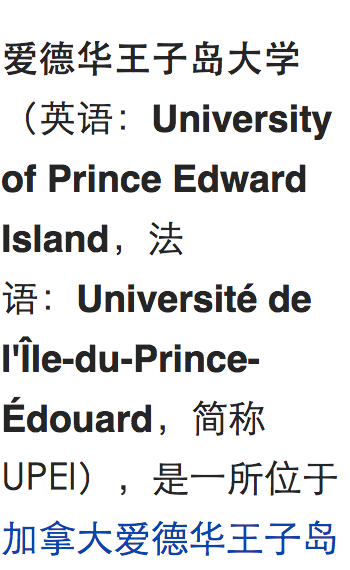 爱德华王子岛大学
（英语：University
of Prince Edward
Island，法
语：Université de
l'Île-du-Prince-
Édouard，简称
UPEI），是一所位于
加拿大爱德华王子岛